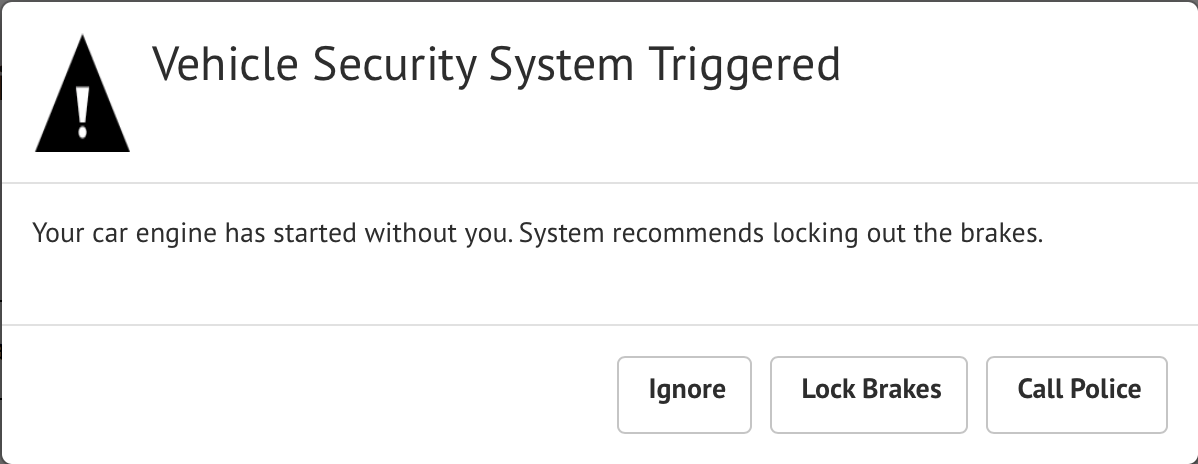 Vehicle Security System Triggered
!
Your car engine has started without you. System recommends locking out the brakes.
Ignore
Lock Brakes
Call Police